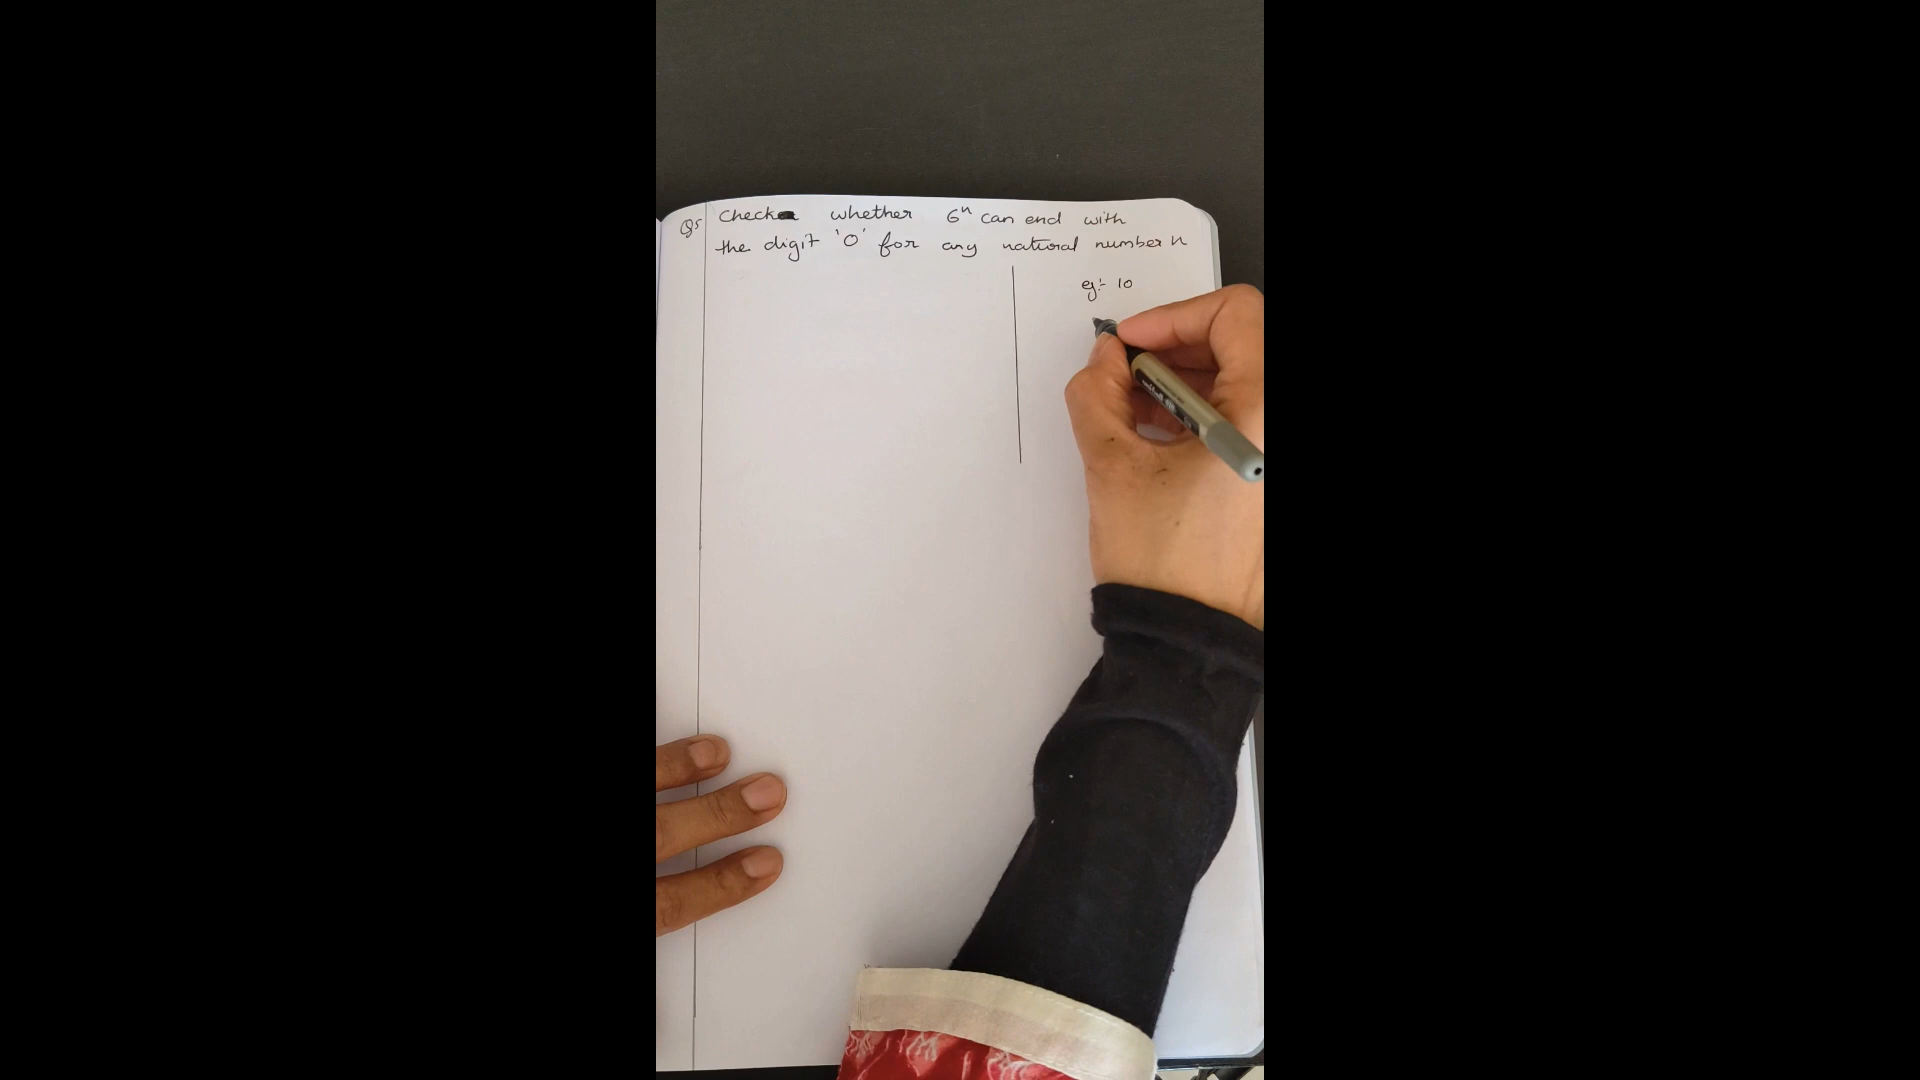 Q5 Check whether 6ⁿ can end with
the digit '0' for any natural number n
eg:- 10